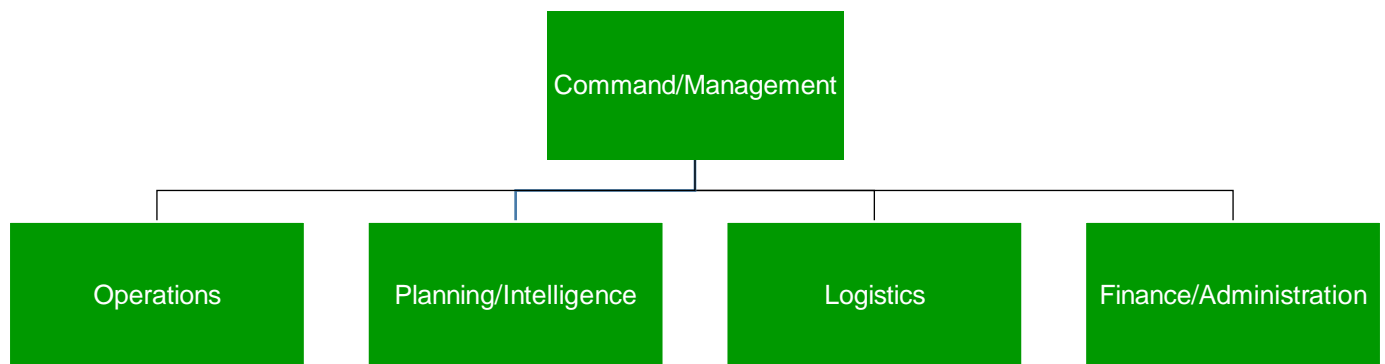 Command/Management
Operations
Planning/Intelligence
Logistics
Finance/Administration